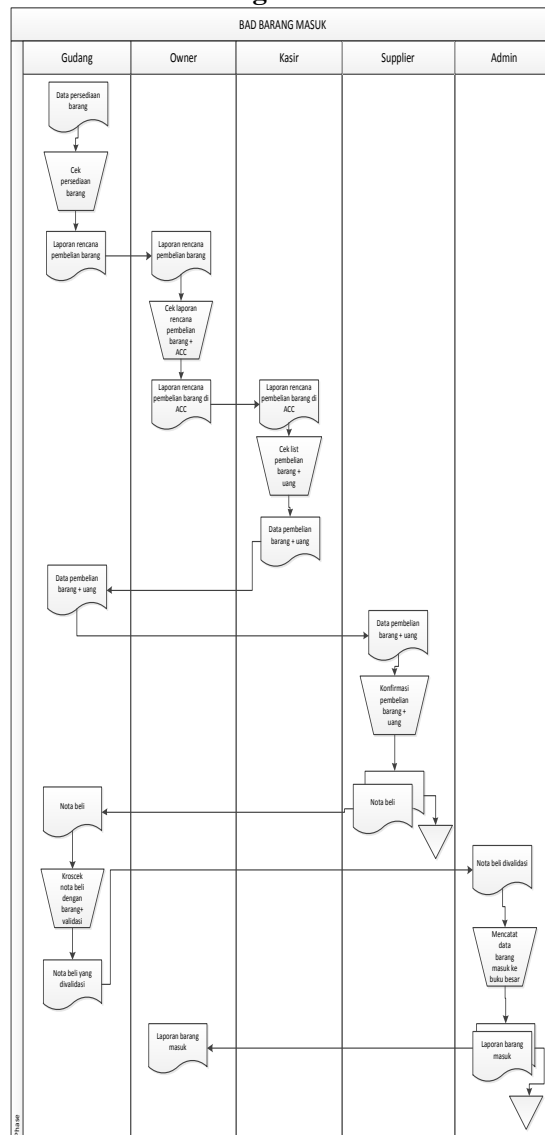 BAD BARANG MASUK
Gudang
Owner
Kasir
Supplier
Admin
Data persediaan
barang
Cek
persediaan
barang
Laporan rencana
pembelian barang
Laporan rencana
pembelian barang
Cek laporan
rencana
pembelian
barang +
ACC
Laporan rencana
pembelian barang di
ACC
Laporan rencana
pembelian barang di
ACC
Cek list
pembelian
barang +
uang
Data pembelian
barang + uang
Data pembelian
barang + uang
Data pembelian
barang + uang
Konfirmasi
pembelian
barang +
uang
Nota beli
Nota beli
Kroscek
nota beli
dengan
barang+
validasi
Nota beli yang
divalidasi
Nota beli divalidasi
Mencatat
data
barang
masuk ke
buku besar
Laporan barang
masuk
Laporan barang
masuk
Phase